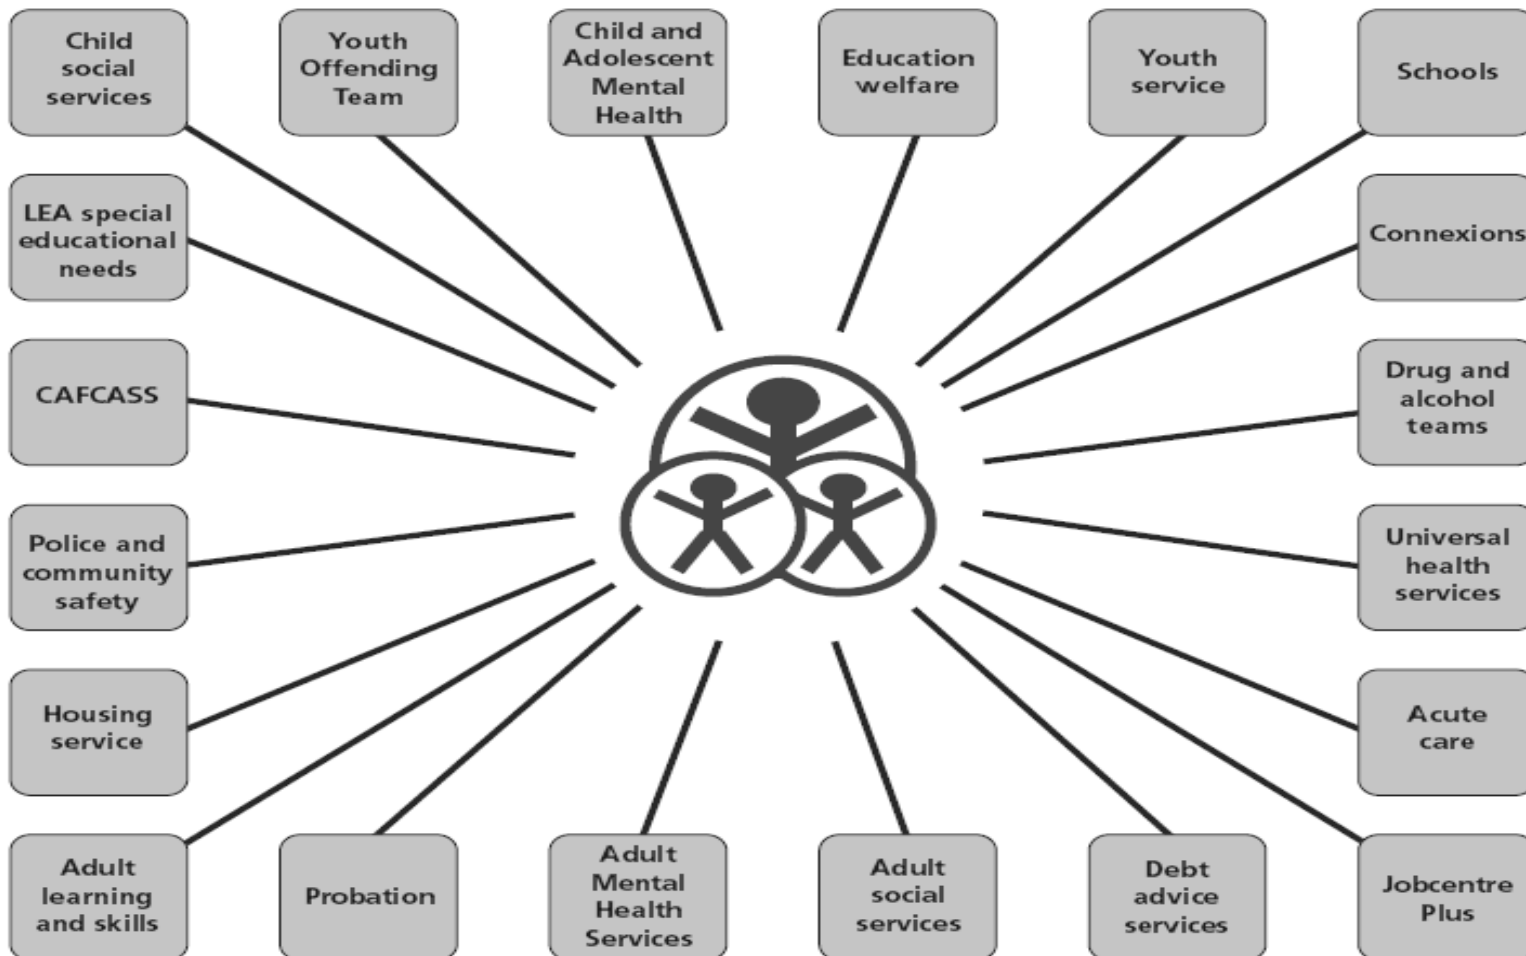 Child
social
services
Youth
Offending
Team
Child and
Adolescent
Mental
Health
Education
welfare
Youth
service
Schools
LEA special
educational
needs
Connexions
CAFCASS
Drug and
alcohol
teams
Police and
community
safety
Universal
health
services
Housing
service
Acute
care
Adult
learning
and skills
Probation
Adult
Mental
Health
Services
Adult
social
services
Debt
advice
services
Jobcentre
Plus